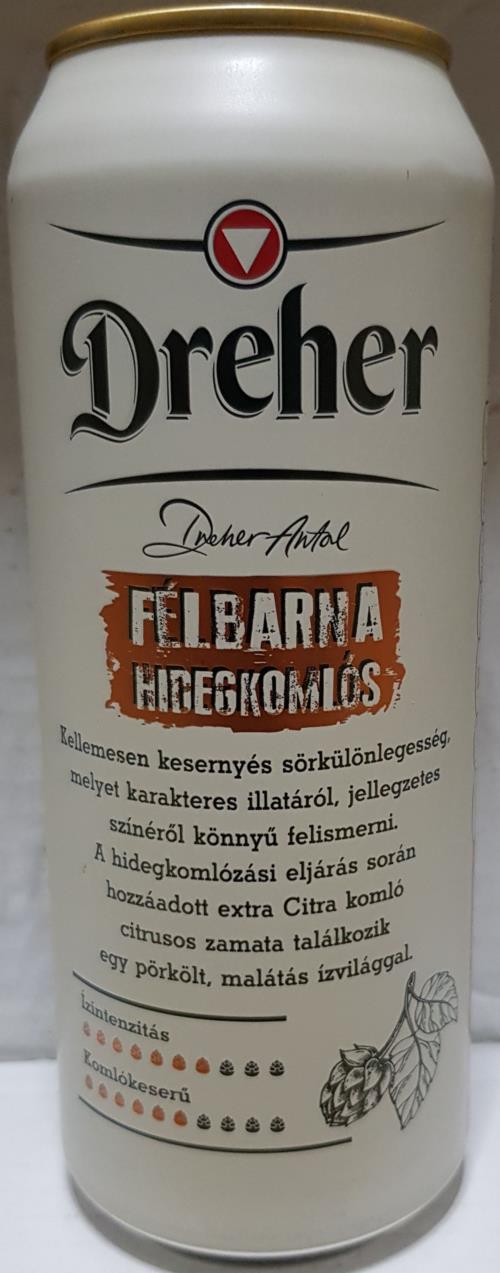 Dreher
Dreher Antal
FÉLBARNA
HIDEGKOMLÓS
Kellemesen kesernyés sörkülönlegesség,
melyet karakteres illatáról, jellegzetes
színéről könnyű felismerni.
A hidegkomlózási eljárás során
hozzáadott extra Citra komló
citrusos zamata találkozik
egy pörkölt, malátás ízvilággal.
Ízintenzitás
Komlókeserű